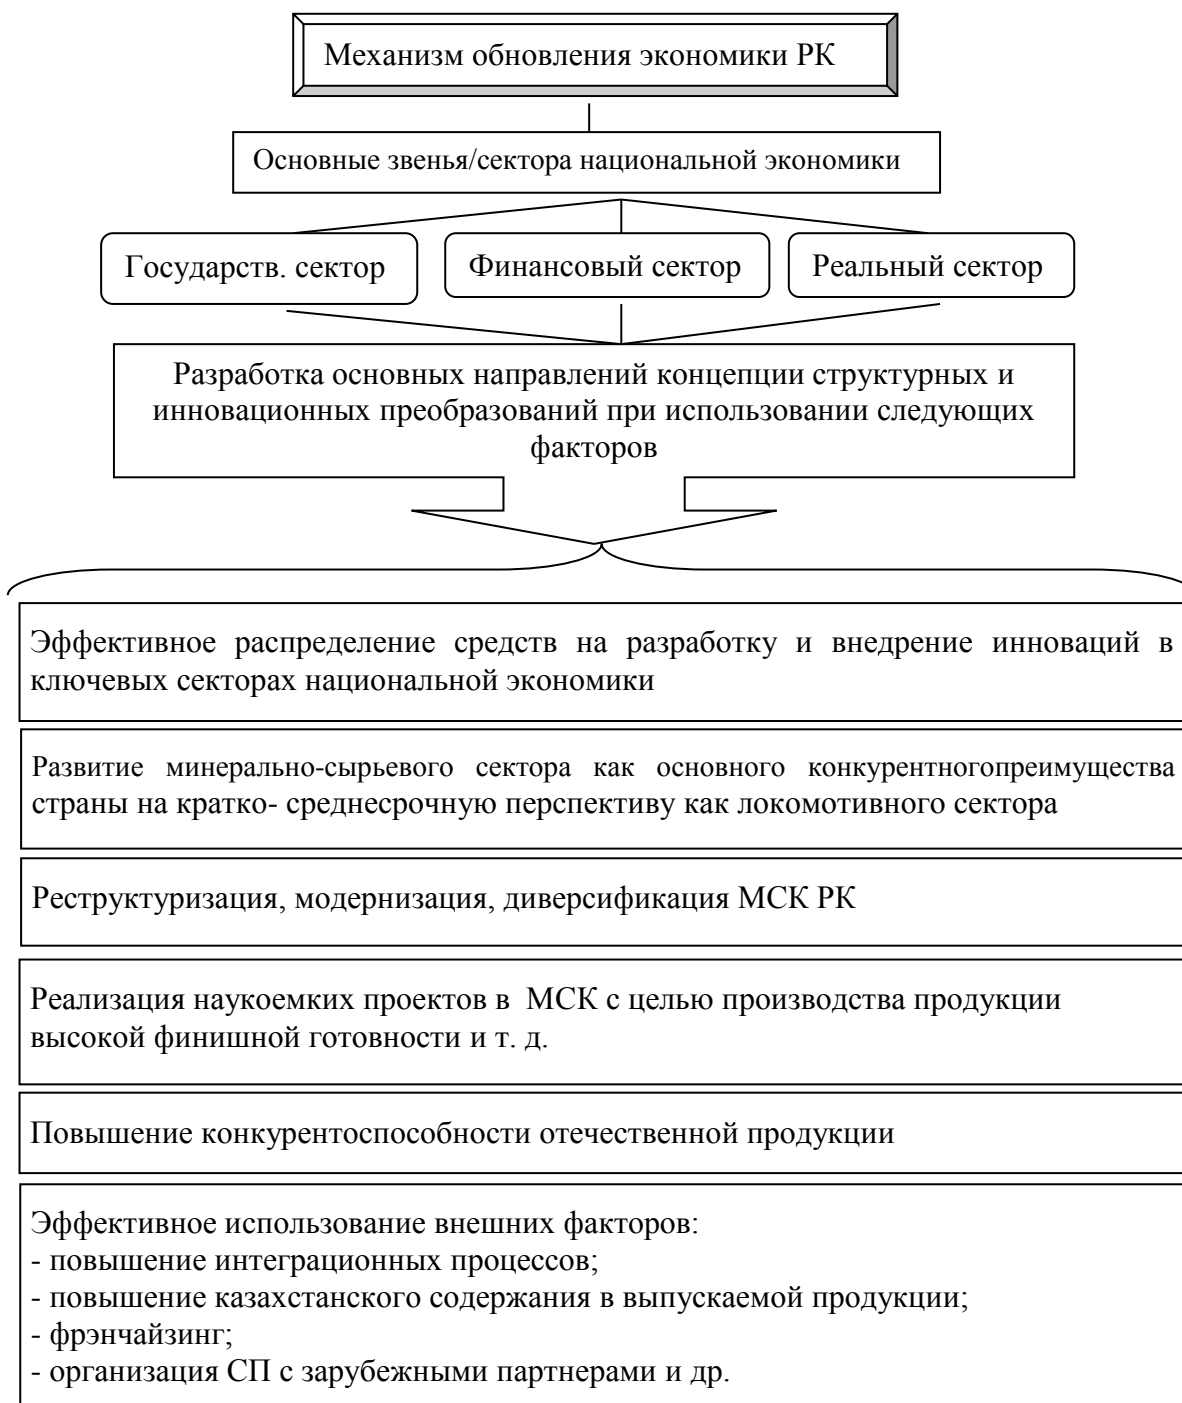 Механизм обновления экономики РК
Основные звенья/сектора национальной экономики
Государств. сектор
Финансовый сектор
Реальный сектор
Разработка основных направлений концепции структурных и
инновационных преобразований при использовании следующих
факторов
Эффективное распределение средств на разработку и внедрение инноваций в
ключевых секторах национальной экономики
Развитие минерально-сырьевого сектора как основного конкурентногопреимущества
страны на кратко- среднесрочную перспективу как локомотивного сектора
Реструктуризация, модернизация, диверсификация МСК РК
Реализация наукоемких проектов в МСК с целью производства продукции
высокой финишной готовности и т. д.
Повышение конкурентоспособности отечественной продукции
Эффективное использование внешних факторов:
- повышение интеграционных процессов;
- повышение казахстанского содержания в выпускаемой продукции;
- фрэнчайзинг;
- организация СП с зарубежными партнерами и др.